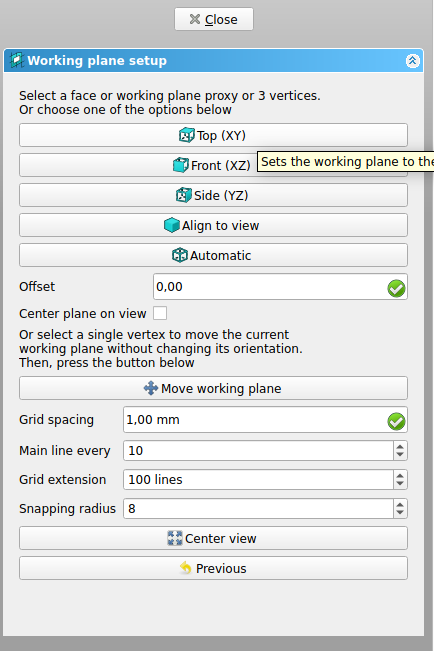 Close
Working plane setup
Select a face or working plane proxy or 3 vertices.
Or choose one of the options below
Top (XY)
Front (XZ)
Sets the working plane to the
Side (YZ)
Align to view
Automatic
Offset 0,00
Center plane on view
Or select a single vertex to move the current
working plane without changing its orientation.
Then, press the button below
Move working plane
Grid spacing 1,00 mm
Main line every 10
Grid extension 100 lines
Snapping radius 8
Center view
Previous